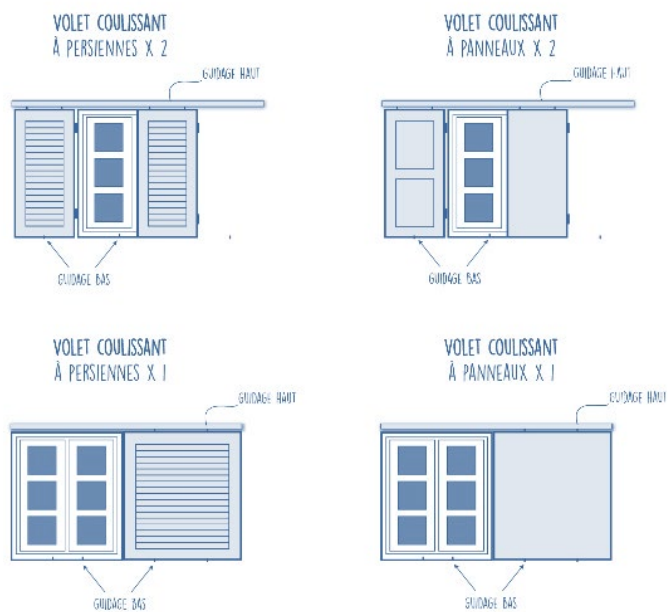 VOLET COULISSANT
À PERSIENNES X 2
GUIDAGE HAUT
GUIDAGE BAS
VOLET COULISSANT
À PANNEAUX X 2
GUIDAGE HAUT
GUIDAGE BAS
VOLET COULISSANT
À PERSIENNES X 1
GUIDAGE HAUT
GUIDAGE BAS
VOLET COULISSANT
À PANNEAUX X 1
GUIDAGE HAUT
GUIDAGE BAS